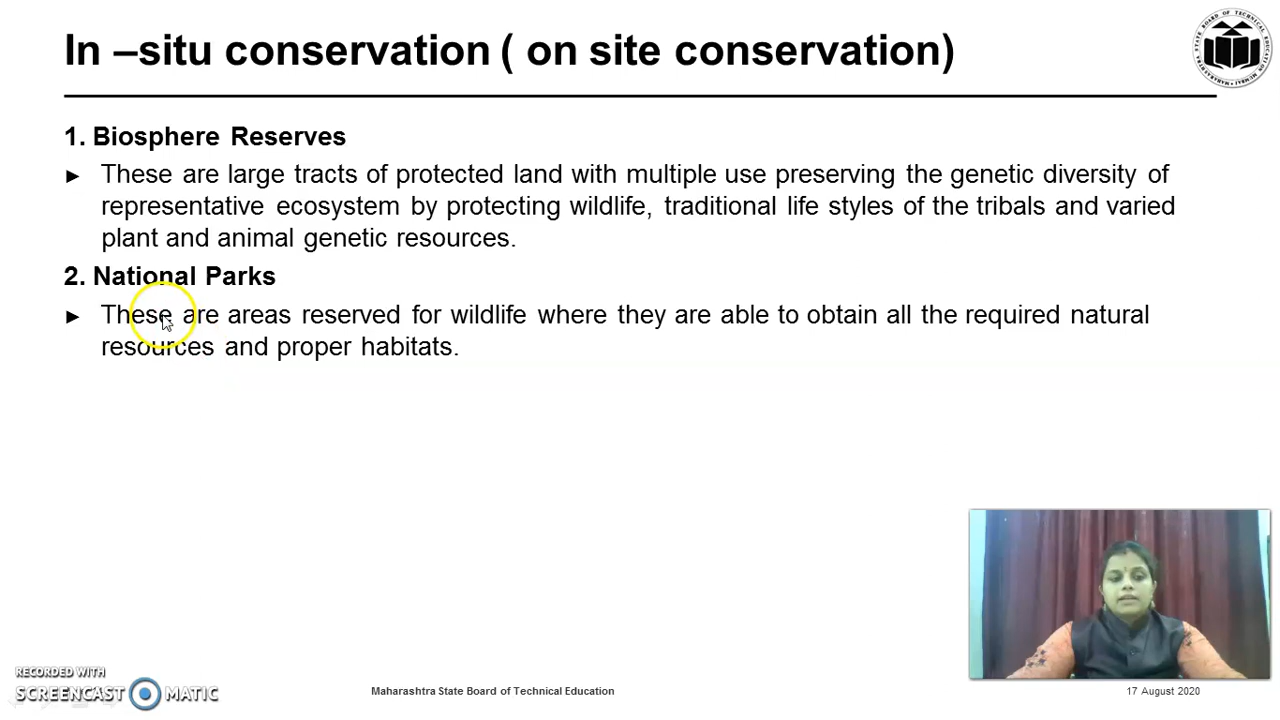 In –situ conservation ( on site conservation)
1. Biosphere Reserves
► These are large tracts of protected land with multiple use preserving the genetic diversity of
representative ecosystem by protecting wildlife, traditional life styles of the tribals and varied
plant and animal genetic resources.
2. National Parks
► These are areas reserved for wildlife where they are able to obtain all the required natural
resources and proper habitats.
RECORDED WITH
SCREENCAST MATIC
Maharashtra State Board of Technical Education
17 August 2020